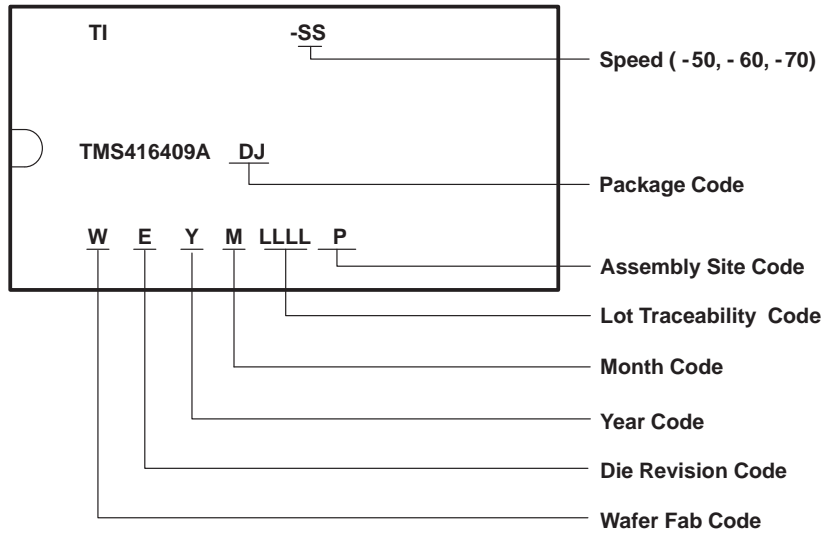 TI -SS
Speed ( -50, - 60, -70)
TMS416409A DJ
Package Code
W E Y M LLLL P
Assembly Site Code
Lot Traceability Code
Month Code
Year Code
Die Revision Code
Wafer Fab Code